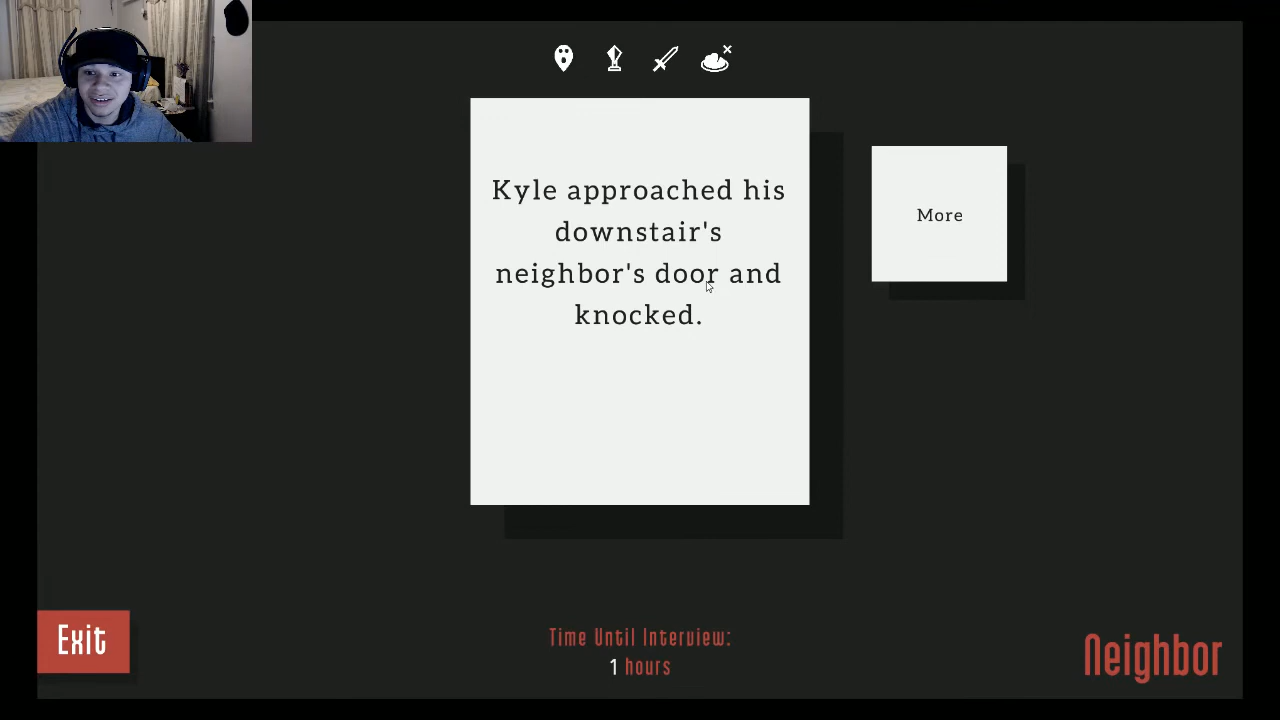 Kyle approached his
downstair's
neighbor's door and
knocked.
More
Exit
Time Until Interview:
1 hours
Neighbor